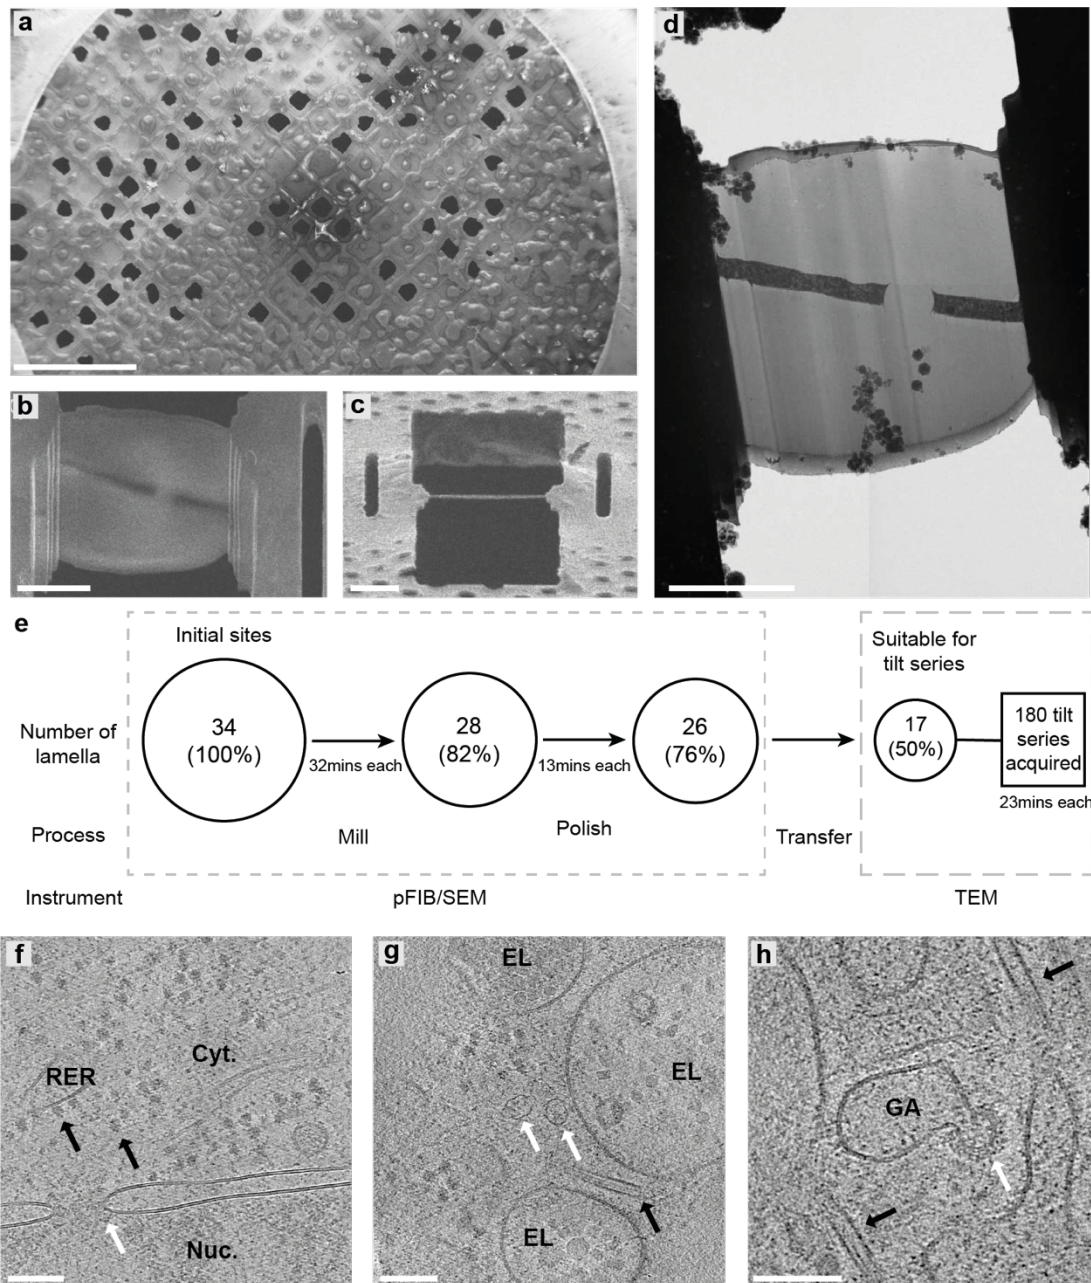 a
d
b
c
e
Initial sites
Suitable for
tilt series
Number of
lamella
34
(100%)
32mins each
28
(82%)
13mins each
26
(76%)
17
(50%)
180 tilt
series
acquired
23mins each
Process
Mill
Polish
Transfer
Instrument
pFIB/SEM
TEM
f
Cyt.
RER
Nuc.
g
EL
EL
EL
h
GA